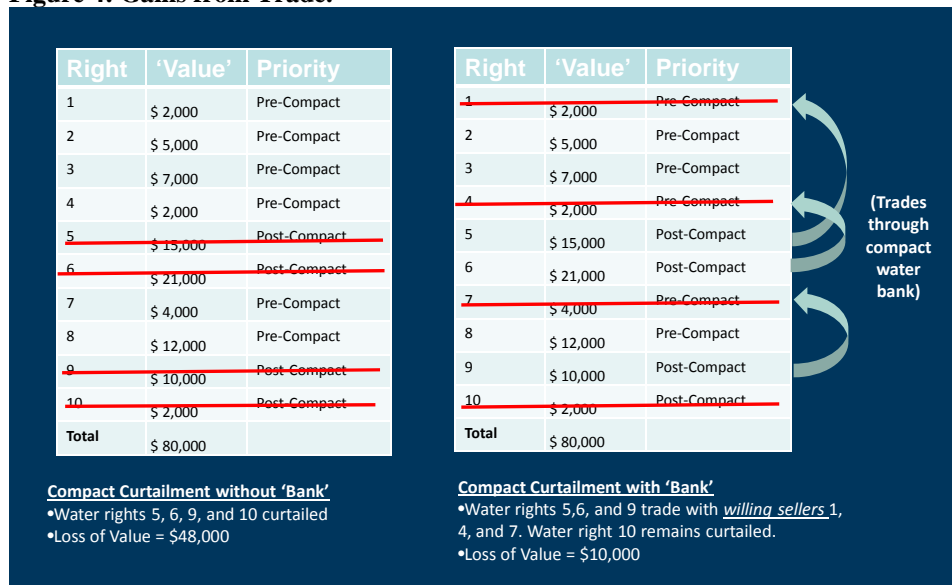 Figure 4. Gains from Trade.
Right 'Value' Priority
1 $ 2,000 Pre-Compact
2 $ 5,000 Pre-Compact
3 $ 7,000 Pre-Compact
4 $ 2,000 Pre-Compact
5 $ 15,000 Post-Compact
6 $ 21,000 Post-Compact
7 $ 4,000 Pre-Compact
8 $ 12,000 Pre-Compact
9 $ 10,000 Post-Compact
10 $ 2,000 Post-Compact
Total $ 80,000
Compact Curtailment without 'Bank'
•Water rights 5, 6, 9, and 10 curtailed
•Loss of Value = $48,000
Right 'Value' Priority
1 $ 2,000 Pre-Compact
2 $ 5,000 Pre-Compact
3 $ 7,000 Pre-Compact
4 $ 2,000 Pre-Compact
5 $ 15,000 Post-Compact
6 $ 21,000 Post-Compact
7 $ 4,000 Pre-Compact
8 $ 12,000 Pre-Compact
9 $ 10,000 Post-Compact
10 $ 2,000 Post-Compact
Total $ 80,000
(Trades
through
compact
water
bank)
Compact Curtailment with 'Bank'
•Water rights 5,6, and 9 trade with willing sellers 1,
4, and 7. Water right 10 remains curtailed.
•Loss of Value = $10,000